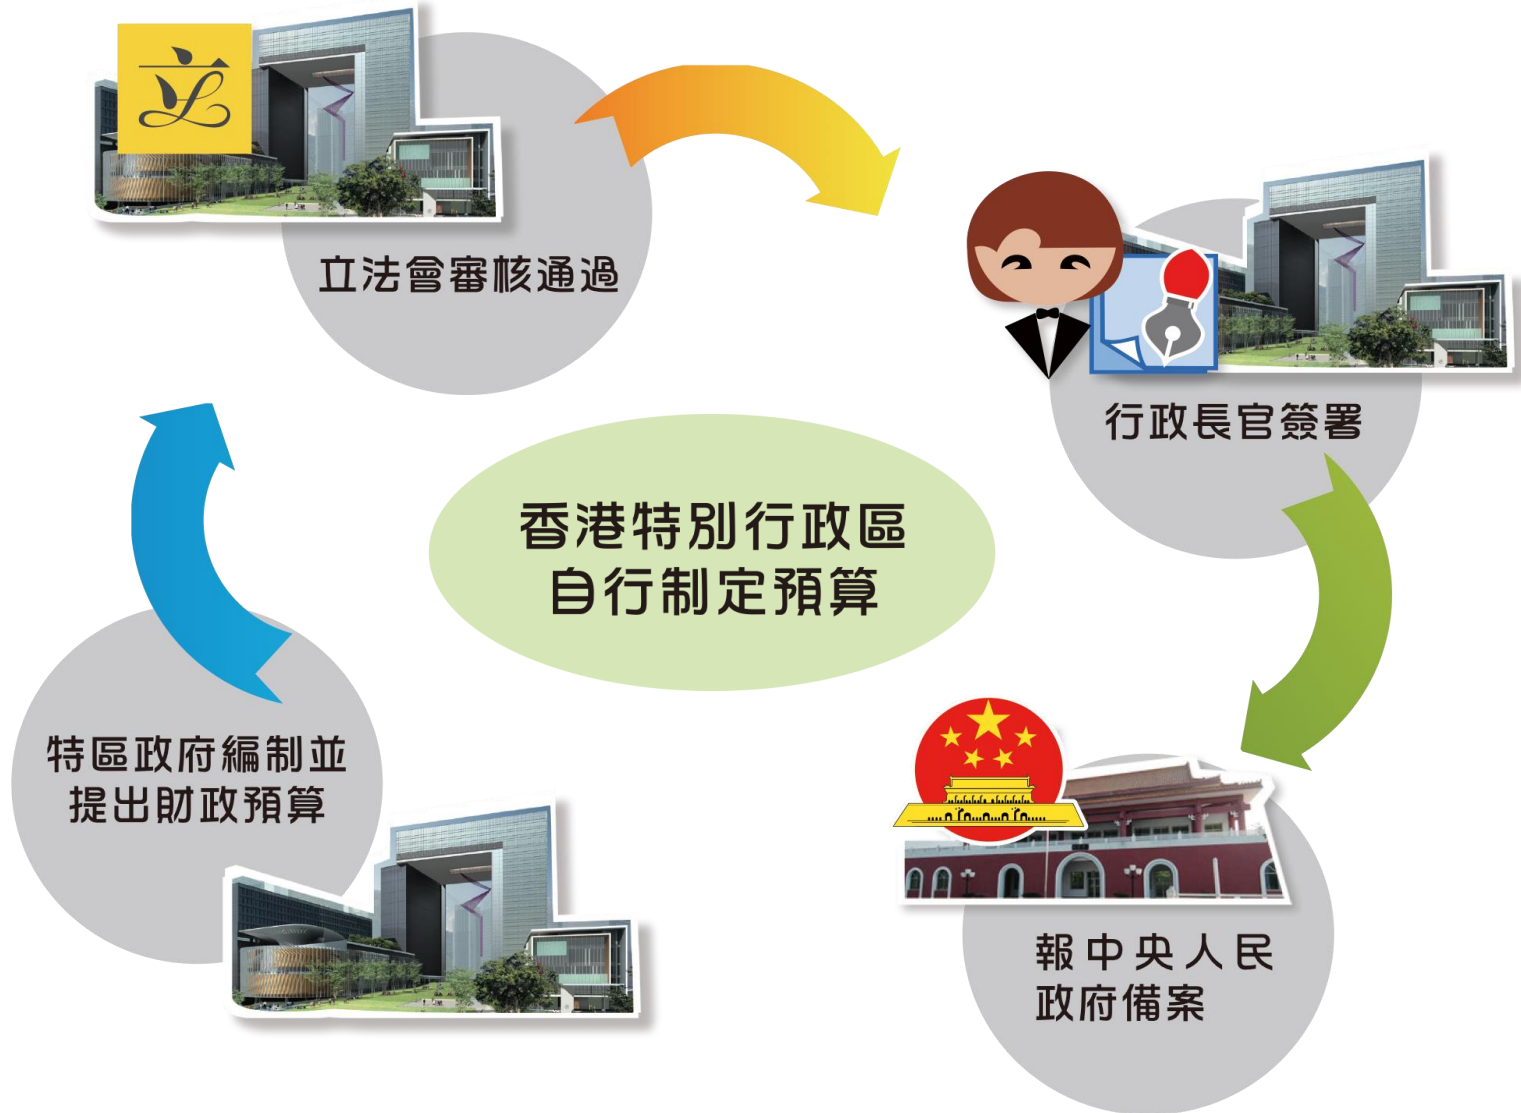 立
立法會審核通過
行政長官簽署
香港特別行政區
自行制定預算
特區政府編制並
提出財政預算
報中央人民
政府備案